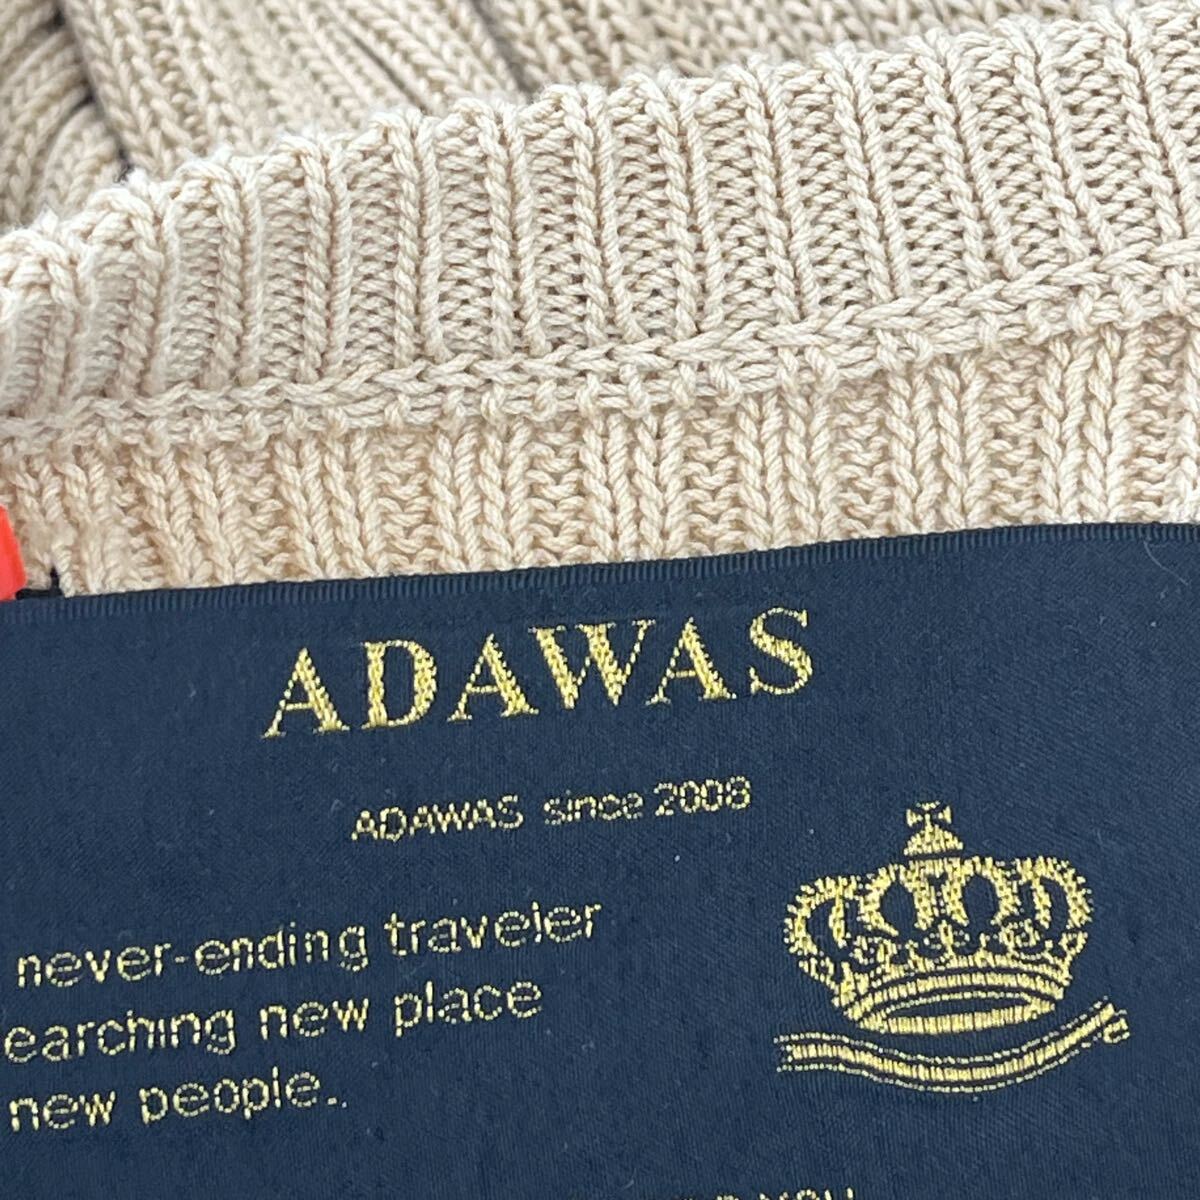 ADAWAS
ADAWAS since 2008
never-ending traveler
earching new place
new people.